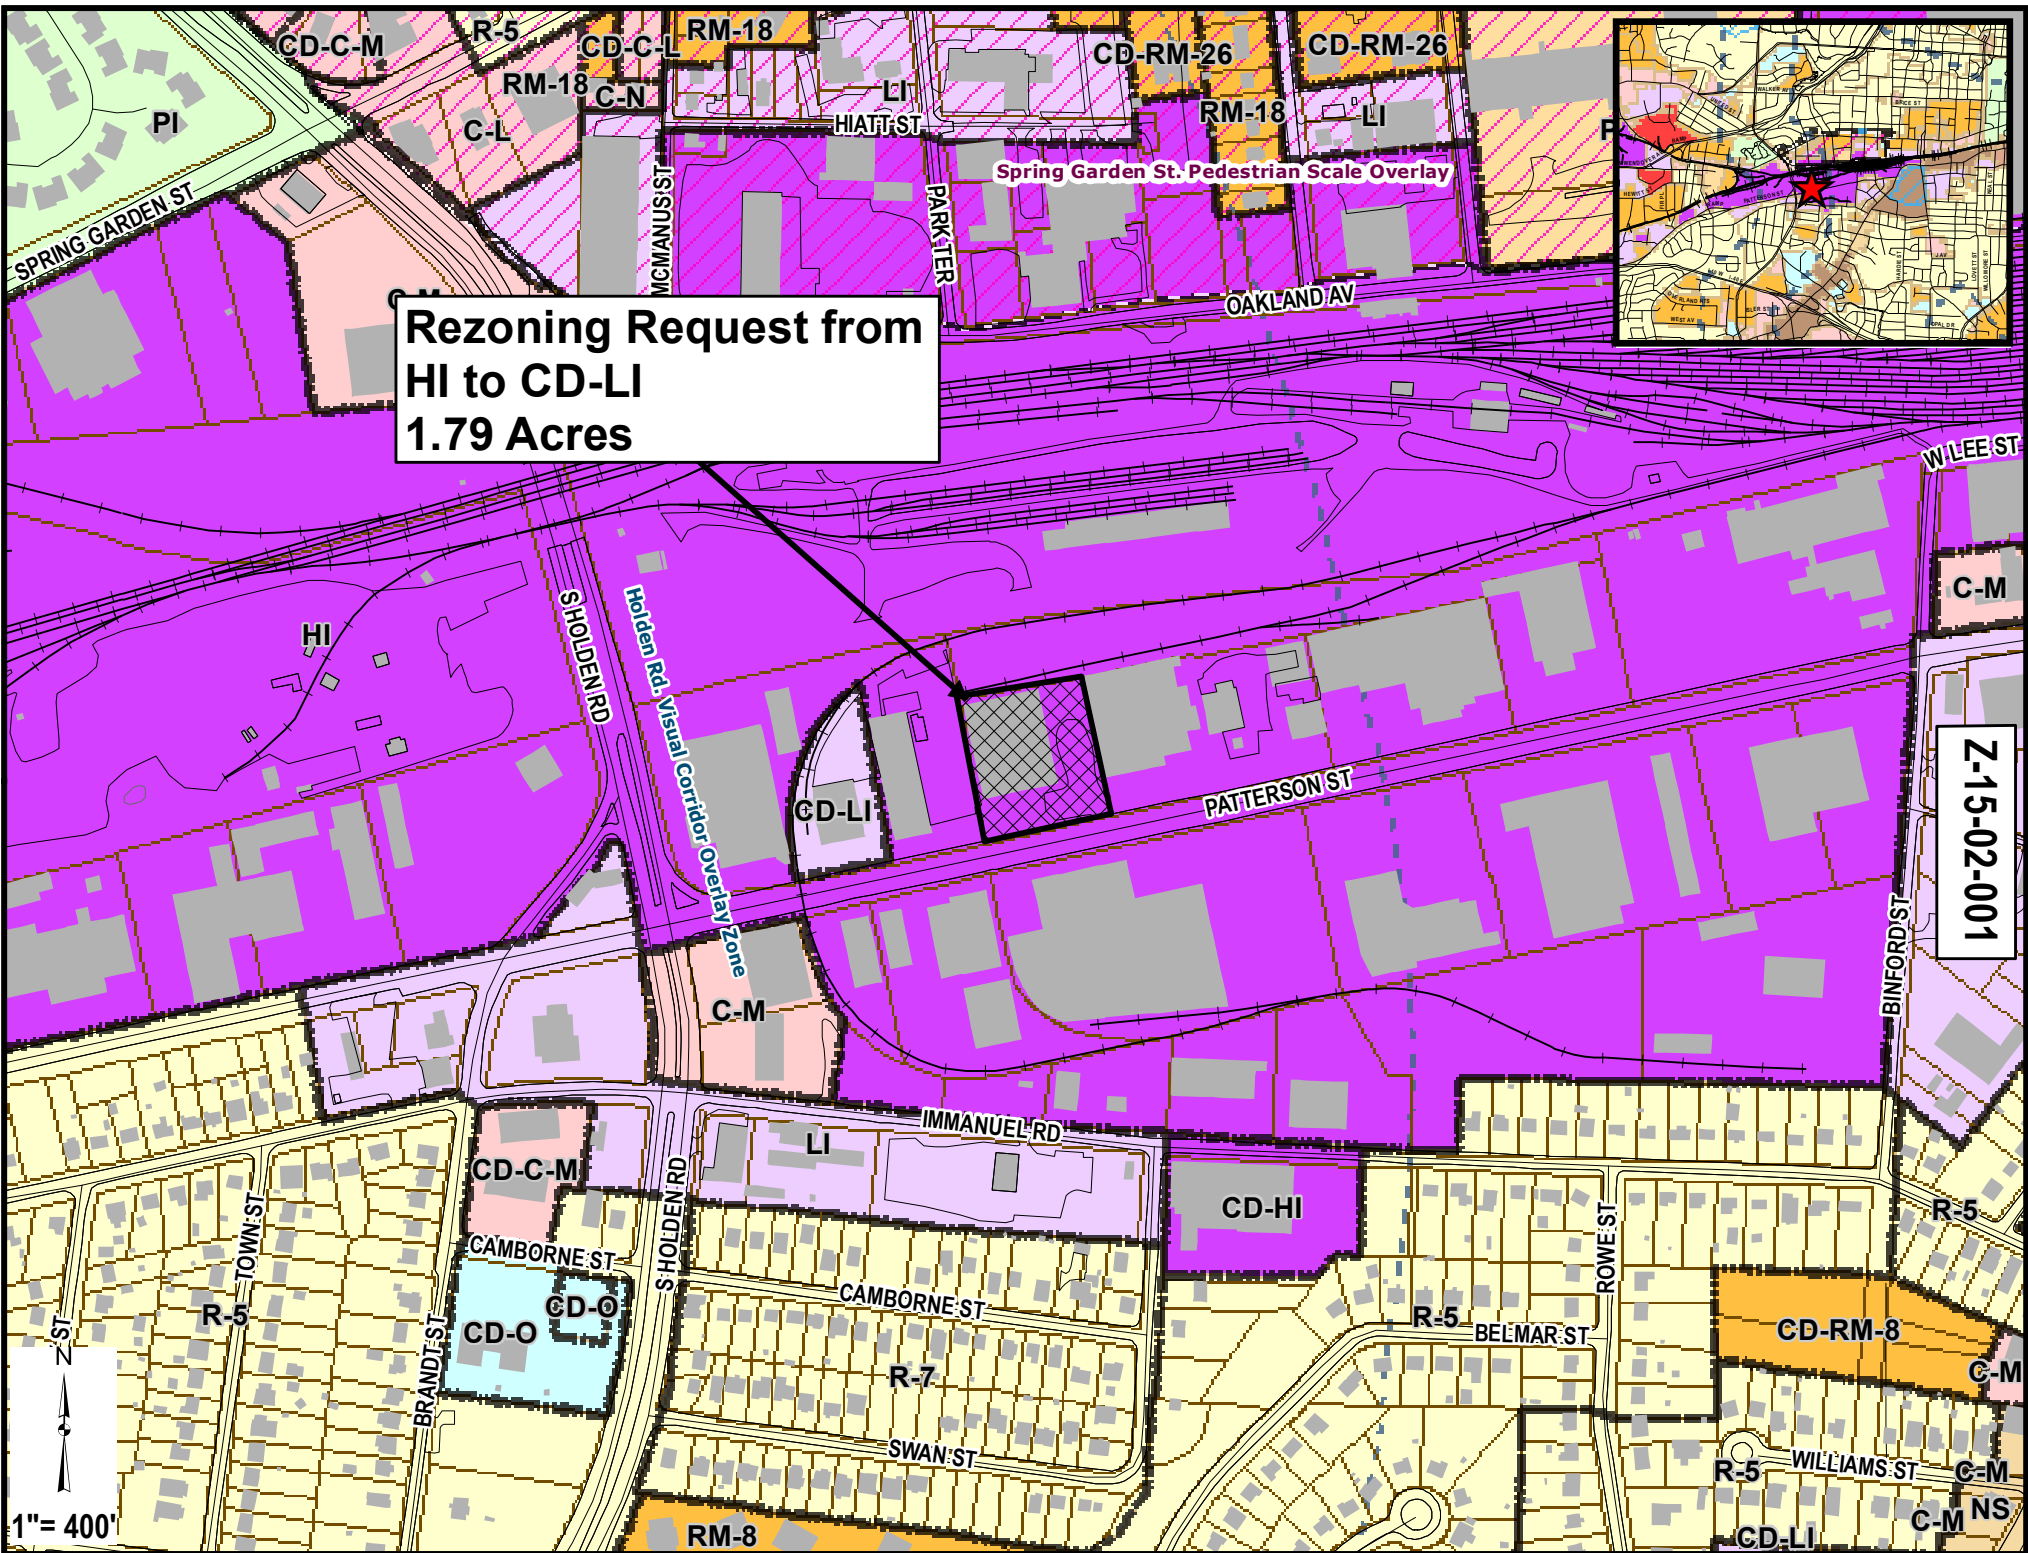 CD-C-M
R-5
CD-C-L
RM-18
CD-RM-26
CD-RM-26
RM-18
C-N
LI
RM-18
LI
PI
C-L
HIATT ST
Spring Garden St. Pedestrian Scale Overlay
SPRING GARDEN ST
MCMANUS ST
PARK TER
OAKLAND AV
Rezoning Request from
HI to CD-LI
1.79 Acres
W LEE ST
C-M
HI
S HOLDEN RD
Holden Rd. Visual Corridor Overlay Zone
CD-LI
PATTERSON ST
Z-15-02-001
BINFORD ST
C-M
IMMANUEL RD
LI
CD-C-M
CD-HI
R-5
TOWN ST
CAMBORNE ST
S HOLDEN RD
ROWE ST
CD-O
CD-O
CAMBORNE ST
R-5
R-5
BELMAR ST
CD-RM-8
C-M
ST
N
BRANDT ST
R-7
SWAN ST
R-5
WILLIAMS ST
C-M
NS
C-M
1"= 400'
RM-8
CD-LI
WALKER AV